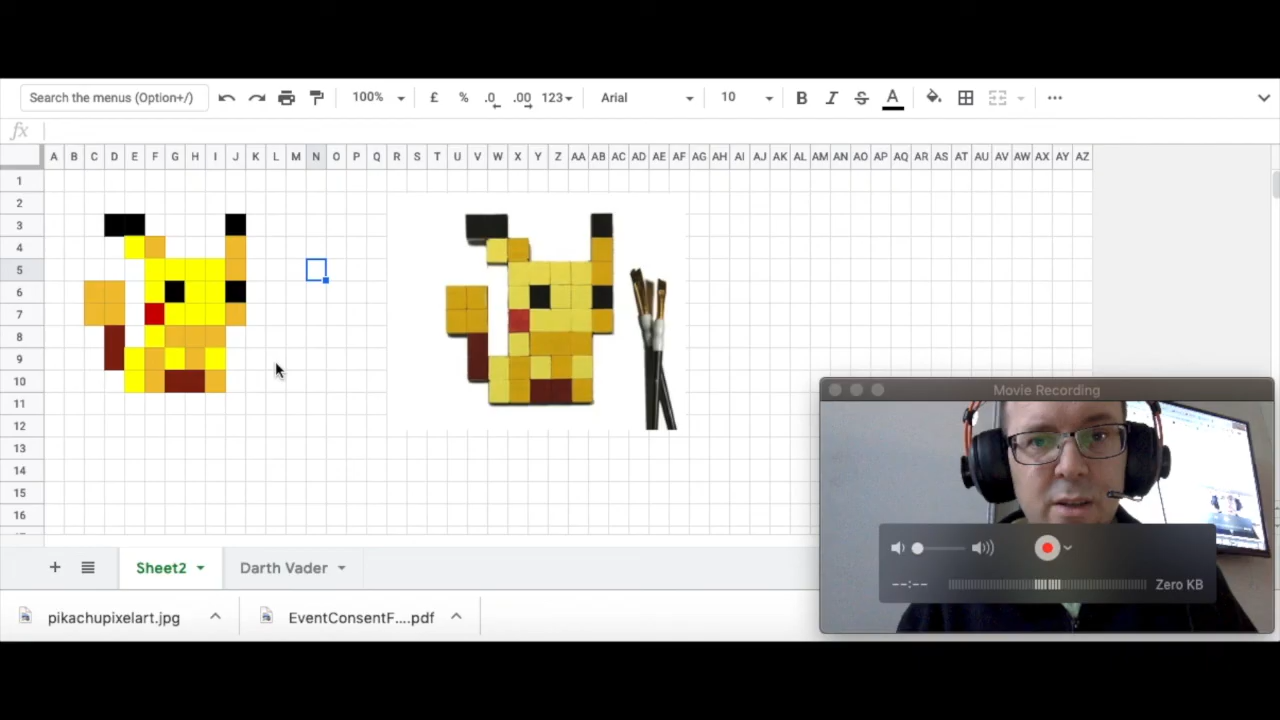 Search the menus (Option+/) 100% £ % .0 .00 123 Arial 10 B I S A
fx
A B C D E F G H I J K L M N O P Q R S T U V W X Y Z AA AB AC AD AE AF AG AH AI AJ AK AL AM AN AO AP AQ AR AS AT AU AV AW AX AY AZ
1
2
3
4
5
6
7
8
9
10
11
12
13
14
15
16
Movie Recording
--:-- Zero KB
+ Sheet2 Darth Vader
pikachupixelart.jpg EventConsentF....pdf